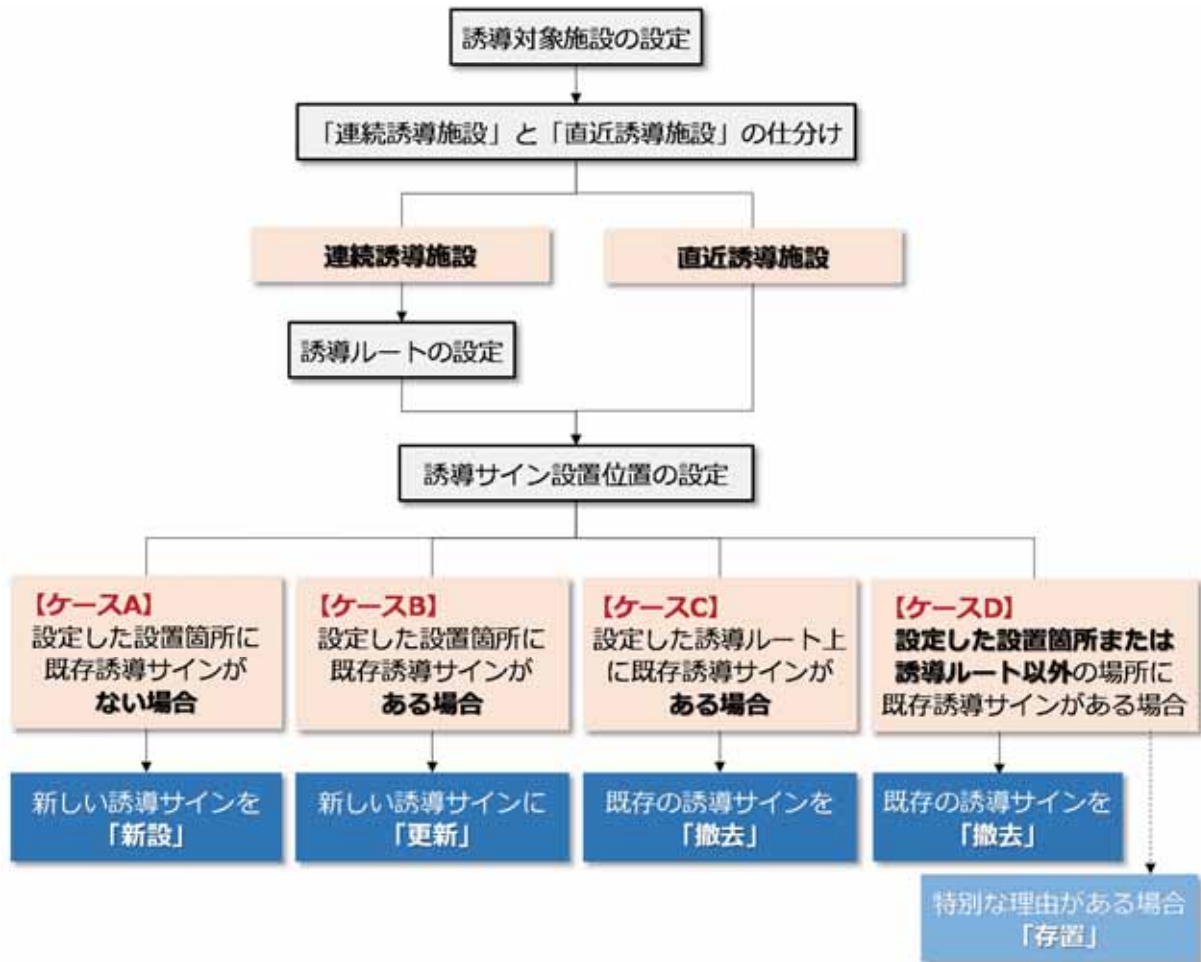 誘導対象施設の設定
「連続誘導施設」と「直近誘導施設」の仕分け
連続誘導施設
直近誘導施設
誘導ルートの設定
誘導サイン設置位置の設定
【ケースA】
設定した設置箇所に
既存誘導サインが
ない場合
【ケースB】
設定した設置箇所に
既存誘導サインが
ある場合
【ケースC】
設定した誘導ルート上
に既存誘導サインが
ある場合
【ケースD】
設定した設置箇所または
誘導ルート以外の場所に
既存誘導サインがある場合
新しい誘導サインを
「新設」
新しい誘導サインに
「更新」
既存の誘導サインを
「撤去」
既存の誘導サインを
「撤去」
特別な理由がある場合
「存置」